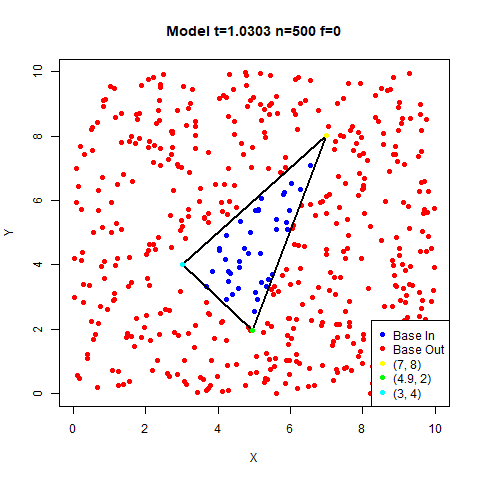 Model t=1.0303 n=500 f=0
10
8
6
4
2
0
Y
Base In
Base Out
(7, 8)
(4.9, 2)
(3, 4)
0 2 4 6 8 10
X